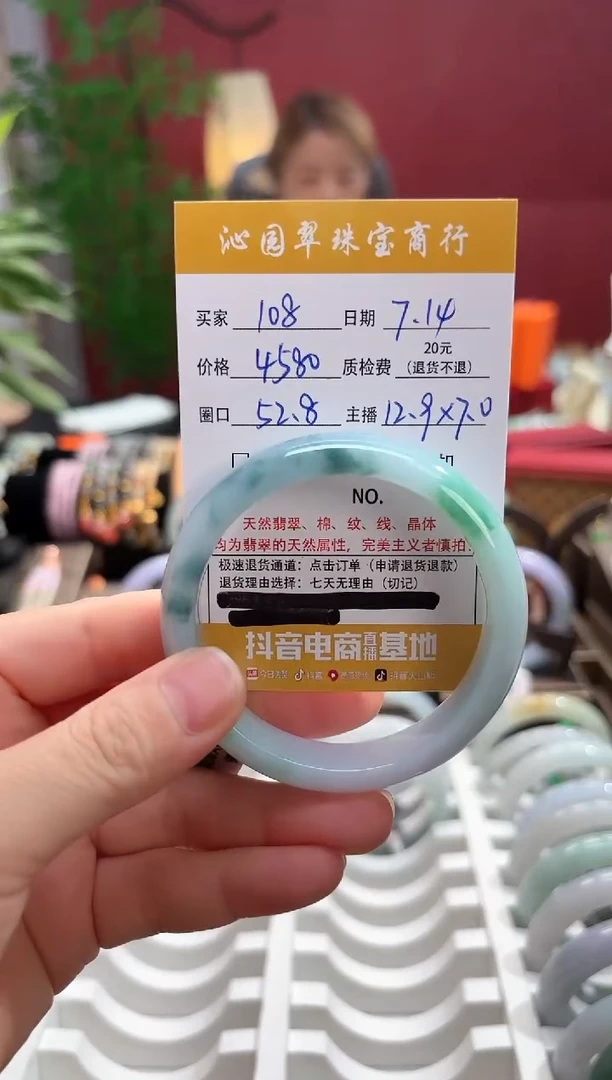 沁园翠珠宝商行
买家 108 日期 7.14
价格 4580 质检费 20元（退货不退）
圈口 52.8 主播 12.9×7.0
NO.
天然翡翠、棉、纹、线、晶体
均为翡翠的天然属性，完美主义者慎拍.
极速退货通道：点击订单（申请退货退款）
退货理由选择：七天无理由（切记）
抖音电商直播基地